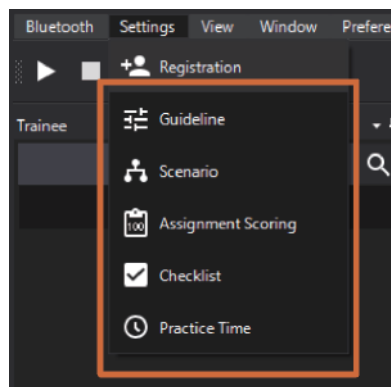 Bluetooth Settings View Window Prefere
Registration
Trainee
Guideline
Scenario
100 Assignment Scoring
Checklist
Practice Time